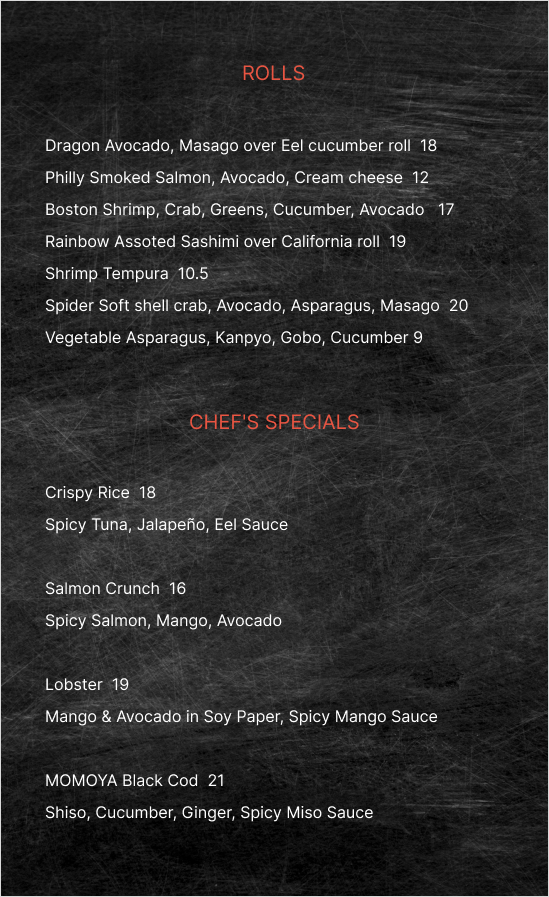 ROLLS
Dragon Avocado, Masago over Eel cucumber roll 18
Philly Smoked Salmon, Avocado, Cream cheese 12
Boston Shrimp, Crab, Greens, Cucumber, Avocado 17
Rainbow Assoted Sashimi over California roll 19
Shrimp Tempura 10.5
Spider Soft shell crab, Avocado, Asparagus, Masago 20
Vegetable Asparagus, Kanpyo, Gobo, Cucumber 9
CHEF'S SPECIALS
Crispy Rice 18
Spicy Tuna, Jalapeño, Eel Sauce
Salmon Crunch 16
Spicy Salmon, Mango, Avocado
Lobster 19
Mango & Avocado in Soy Paper, Spicy Mango Sauce
MOMOYA Black Cod 21
Shiso, Cucumber, Ginger, Spicy Miso Sauce